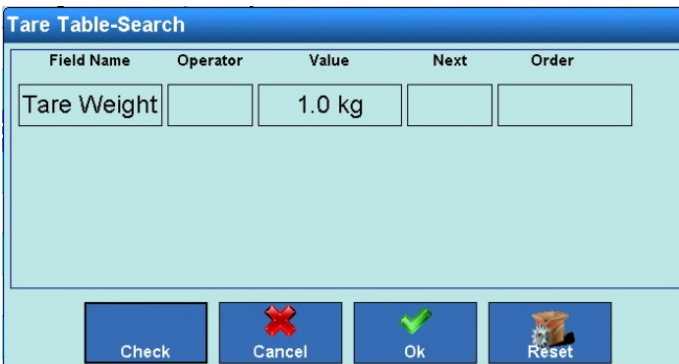 Tare Table-Search
Field Name Operator Value Next Order
Tare Weight 1.0 kg
Check Cancel Ok Reset